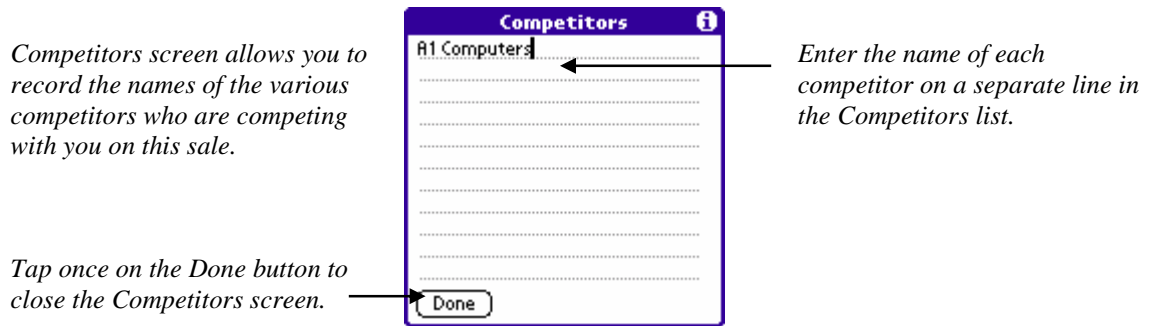 Competitors
A1 Computers
Competitors screen allows you to
record the names of the various
competitors who are competing
with you on this sale.
Enter the name of each
competitor on a separate line in
the Competitors list.
Tap once on the Done button to
close the Competitors screen.
Done